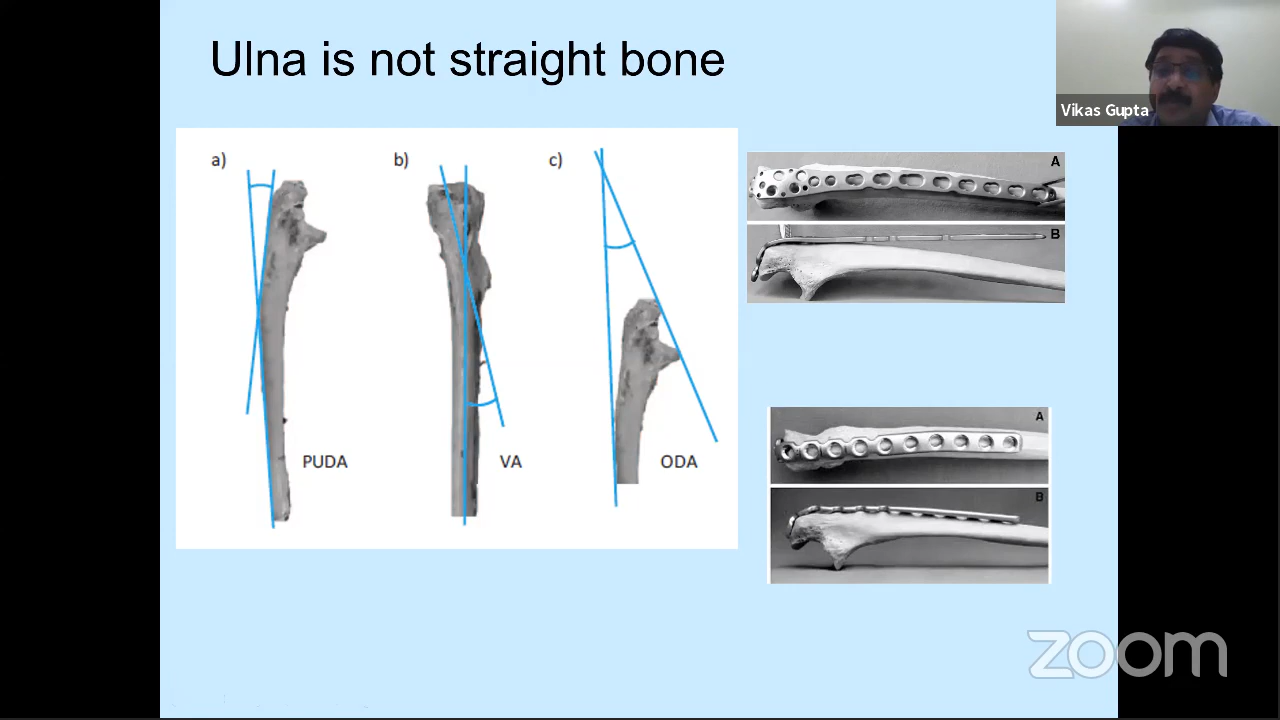 Ulna is not straight bone
Vikas Gupta
a)
b)
c)
PUDA
VA
ODA
A
B
A
B
zoom